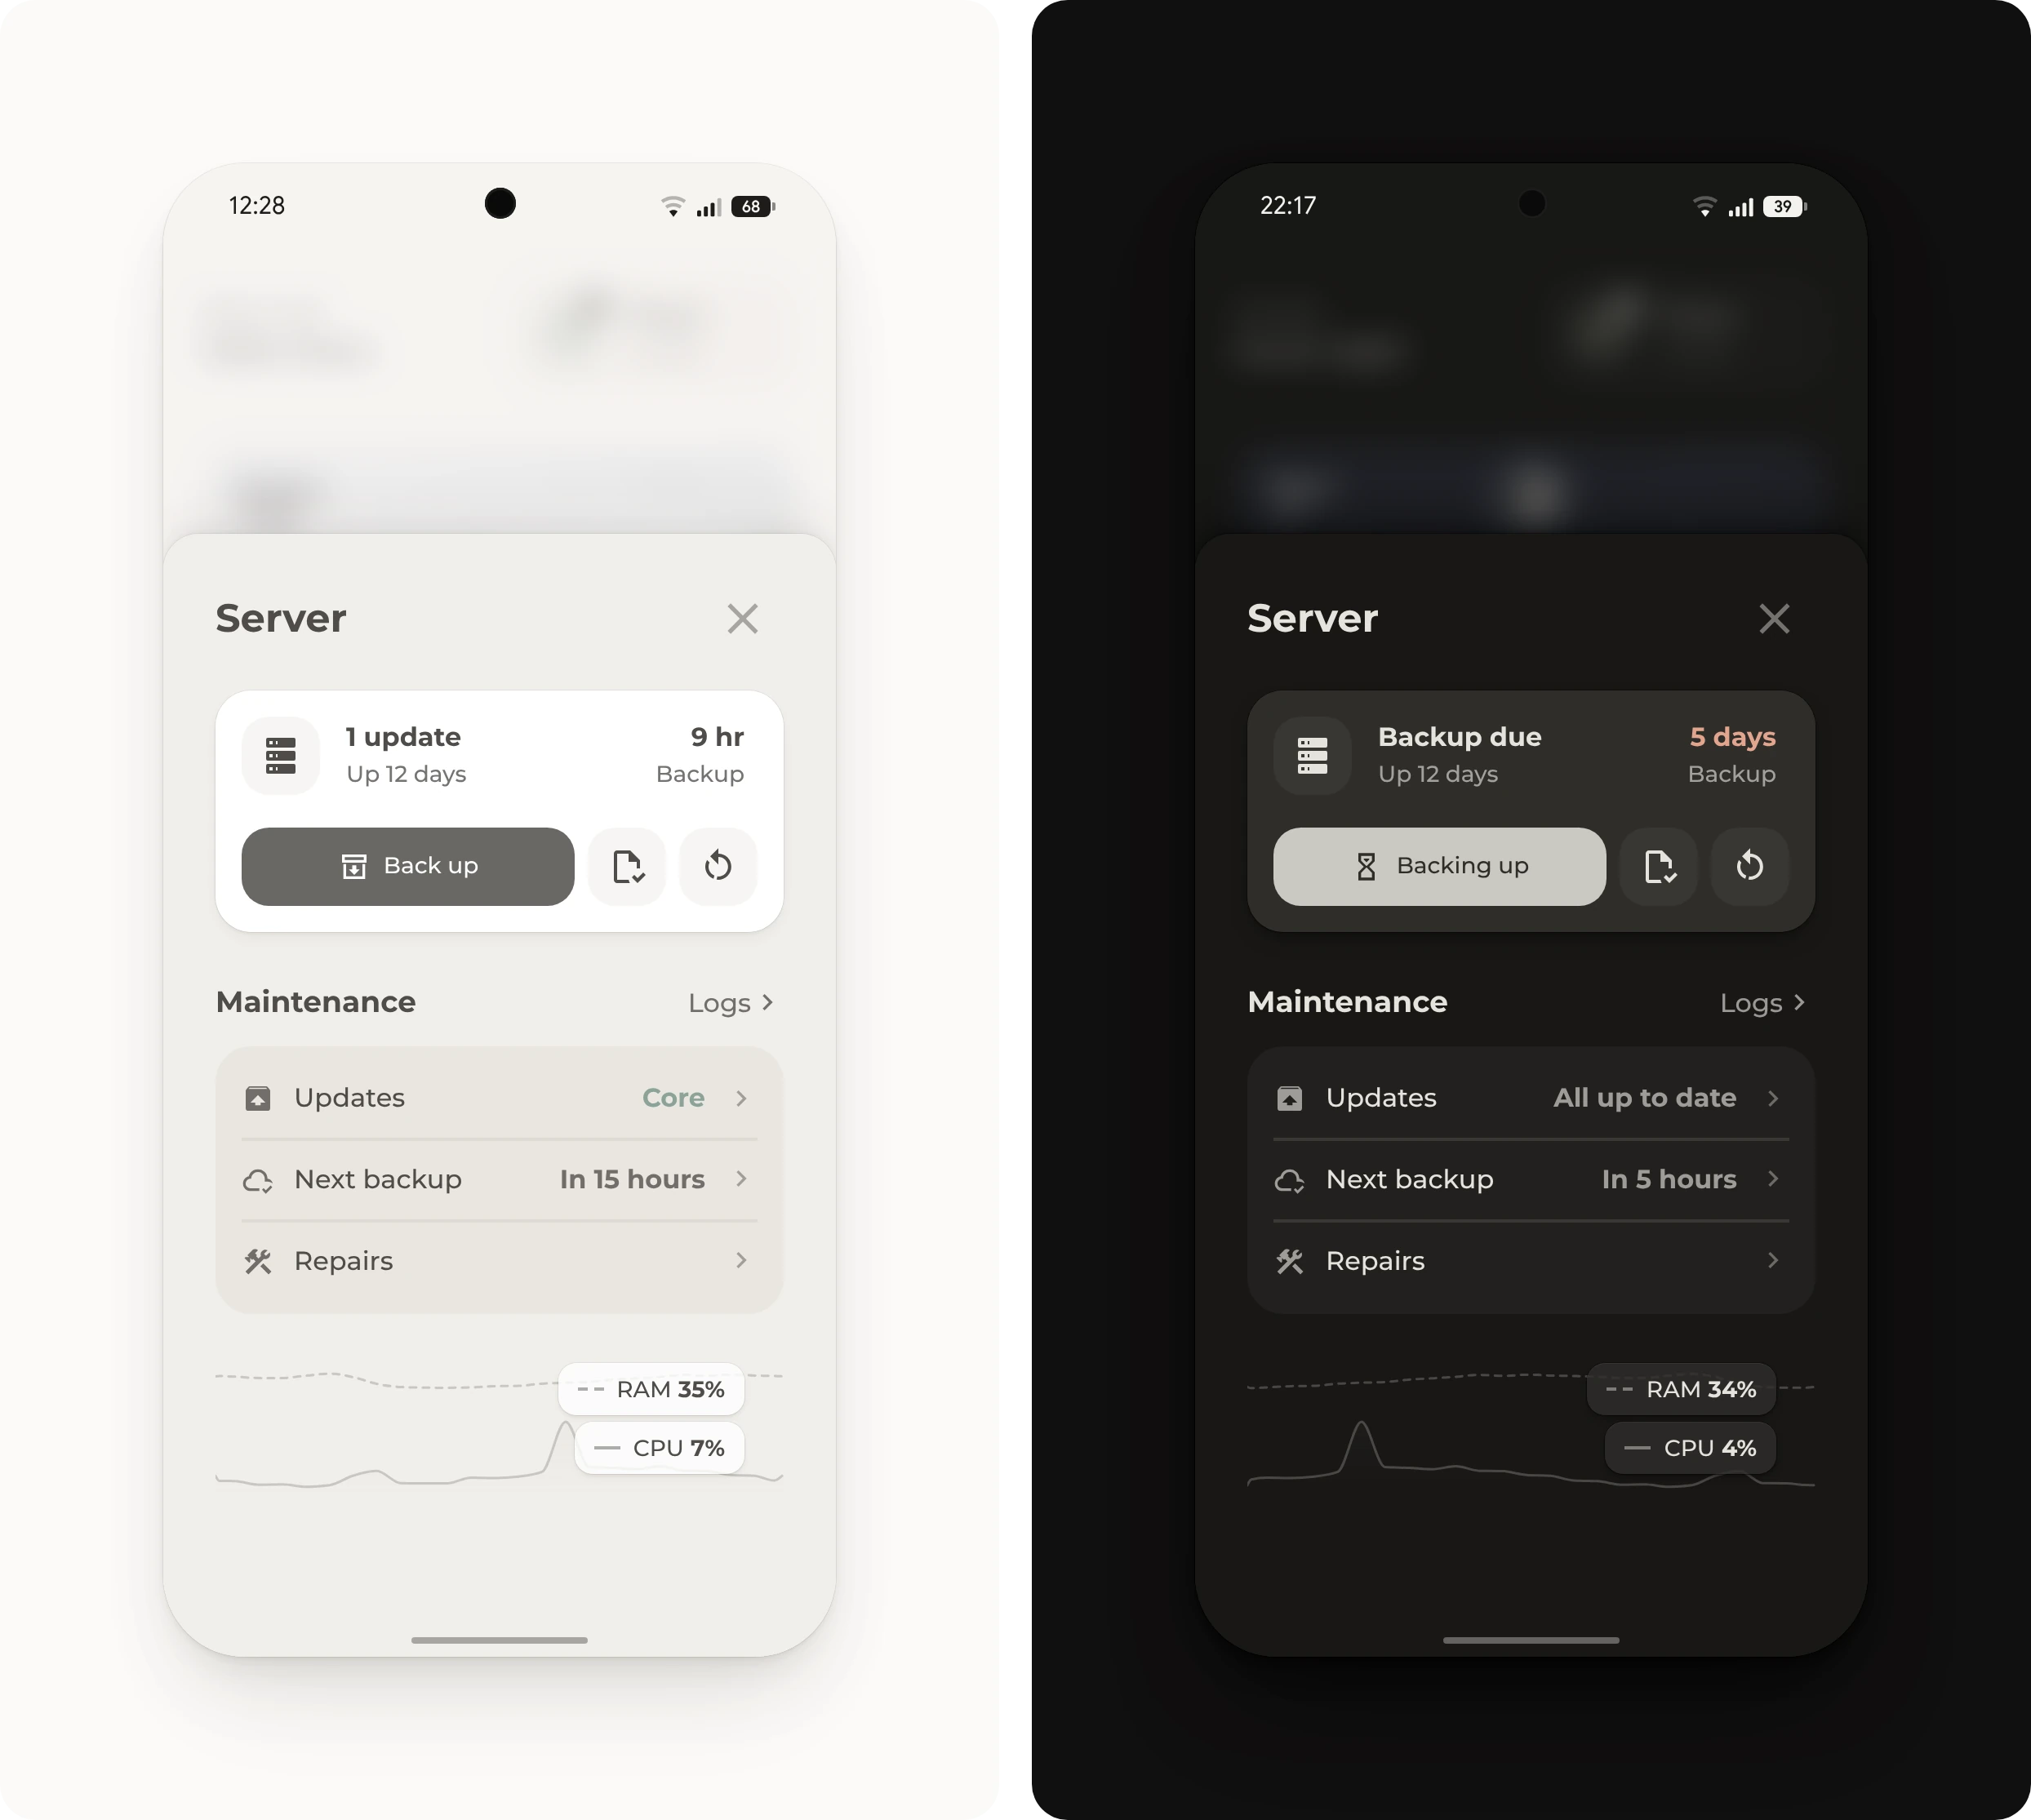 12:28
68
Server
1 update
9 hr
Up 12 days
Backup
Back up
Maintenance
Logs
Updates
Core
Next backup
In 15 hours
Repairs
RAM 35%
CPU 7%
22:17
39
Server
Backup due
5 days
Up 12 days
Backup
Backing up
Maintenance
Logs
Updates
All up to date
Next backup
In 5 hours
Repairs
RAM 34%
CPU 4%